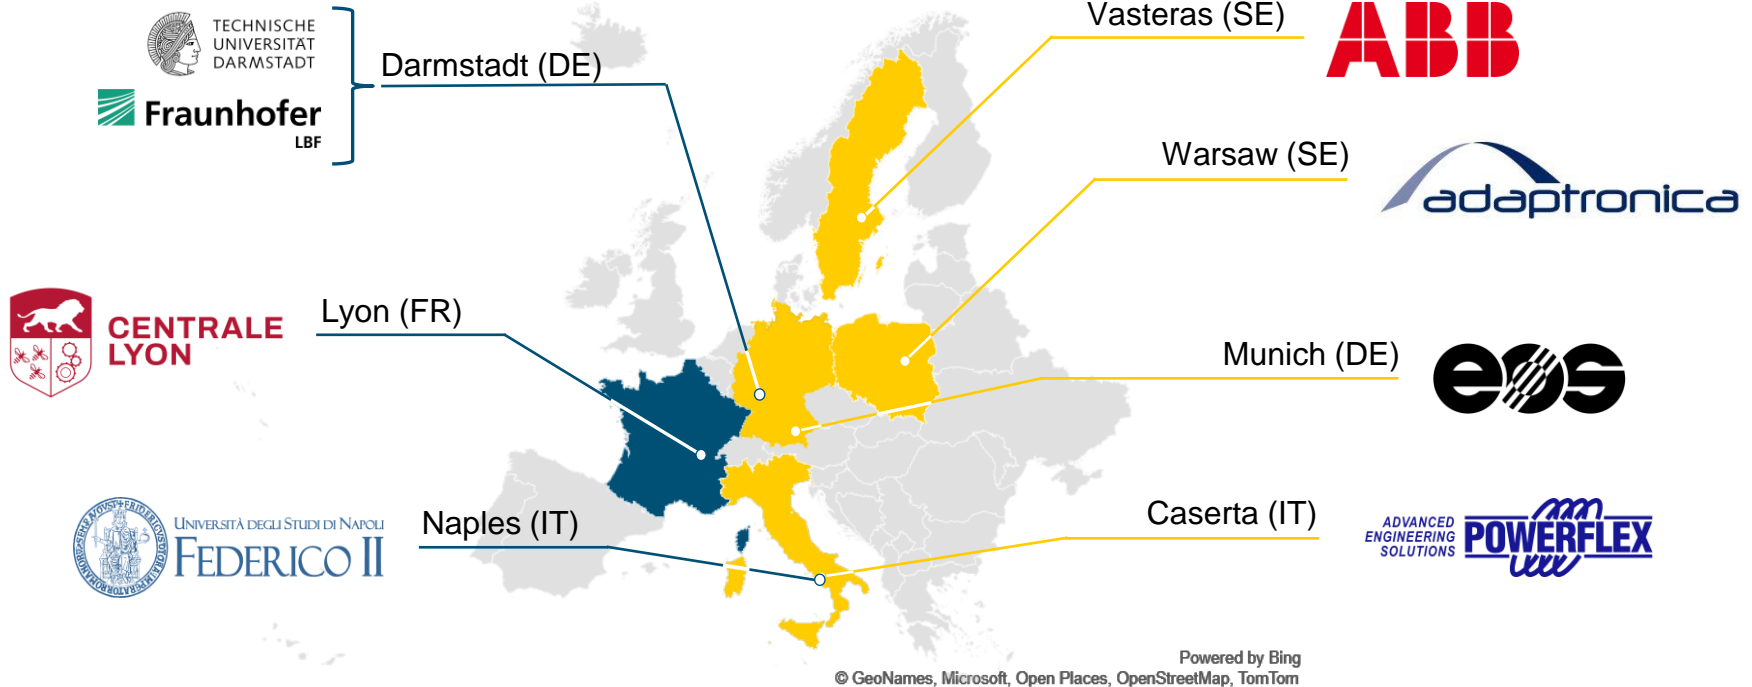 TECHNISCHE
UNIVERSITÄT
DARMSTADT
Fraunhofer
LBF
Darmstadt (DE)
Vasteras (SE)
ABB
Warsaw (SE)
adaptronica
CENTRALE
LYON
Lyon (FR)
Munich (DE)
eos
UNIVERSITÀ DEGLI STUDI DI NAPOLI
FEDERICO II
Naples (IT)
Caserta (IT)
ADVANCED
ENGINEERING
SOLUTIONS
POWERFLEX
Powered by Bing
© GeoNames, Microsoft, Open Places, OpenStreetMap, TomTom